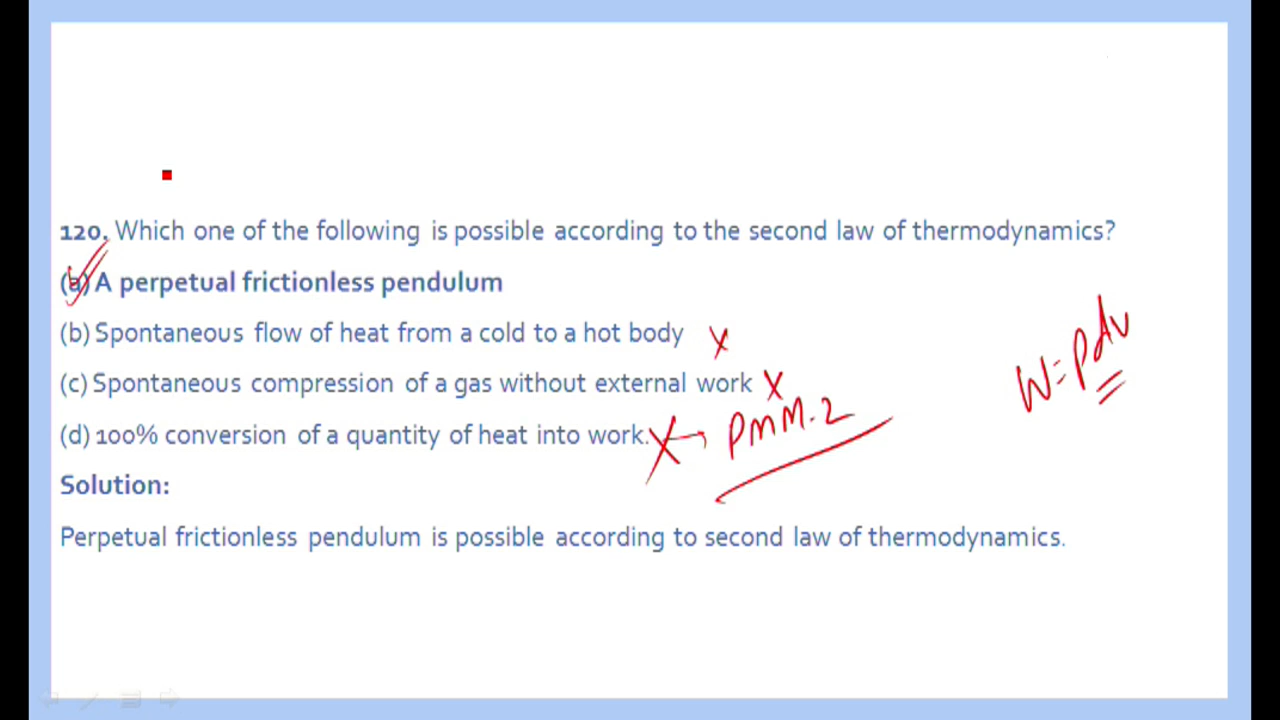 120. Which one of the following is possible according to the second law of thermodynamics?
(a) A perpetual frictionless pendulum
(b) Spontaneous flow of heat from a cold to a hot body X
(c) Spontaneous compression of a gas without external work X
(d) 100% conversion of a quantity of heat into work. X → PMM-2
W=Pdv
Solution:
Perpetual frictionless pendulum is possible according to second law of thermodynamics.